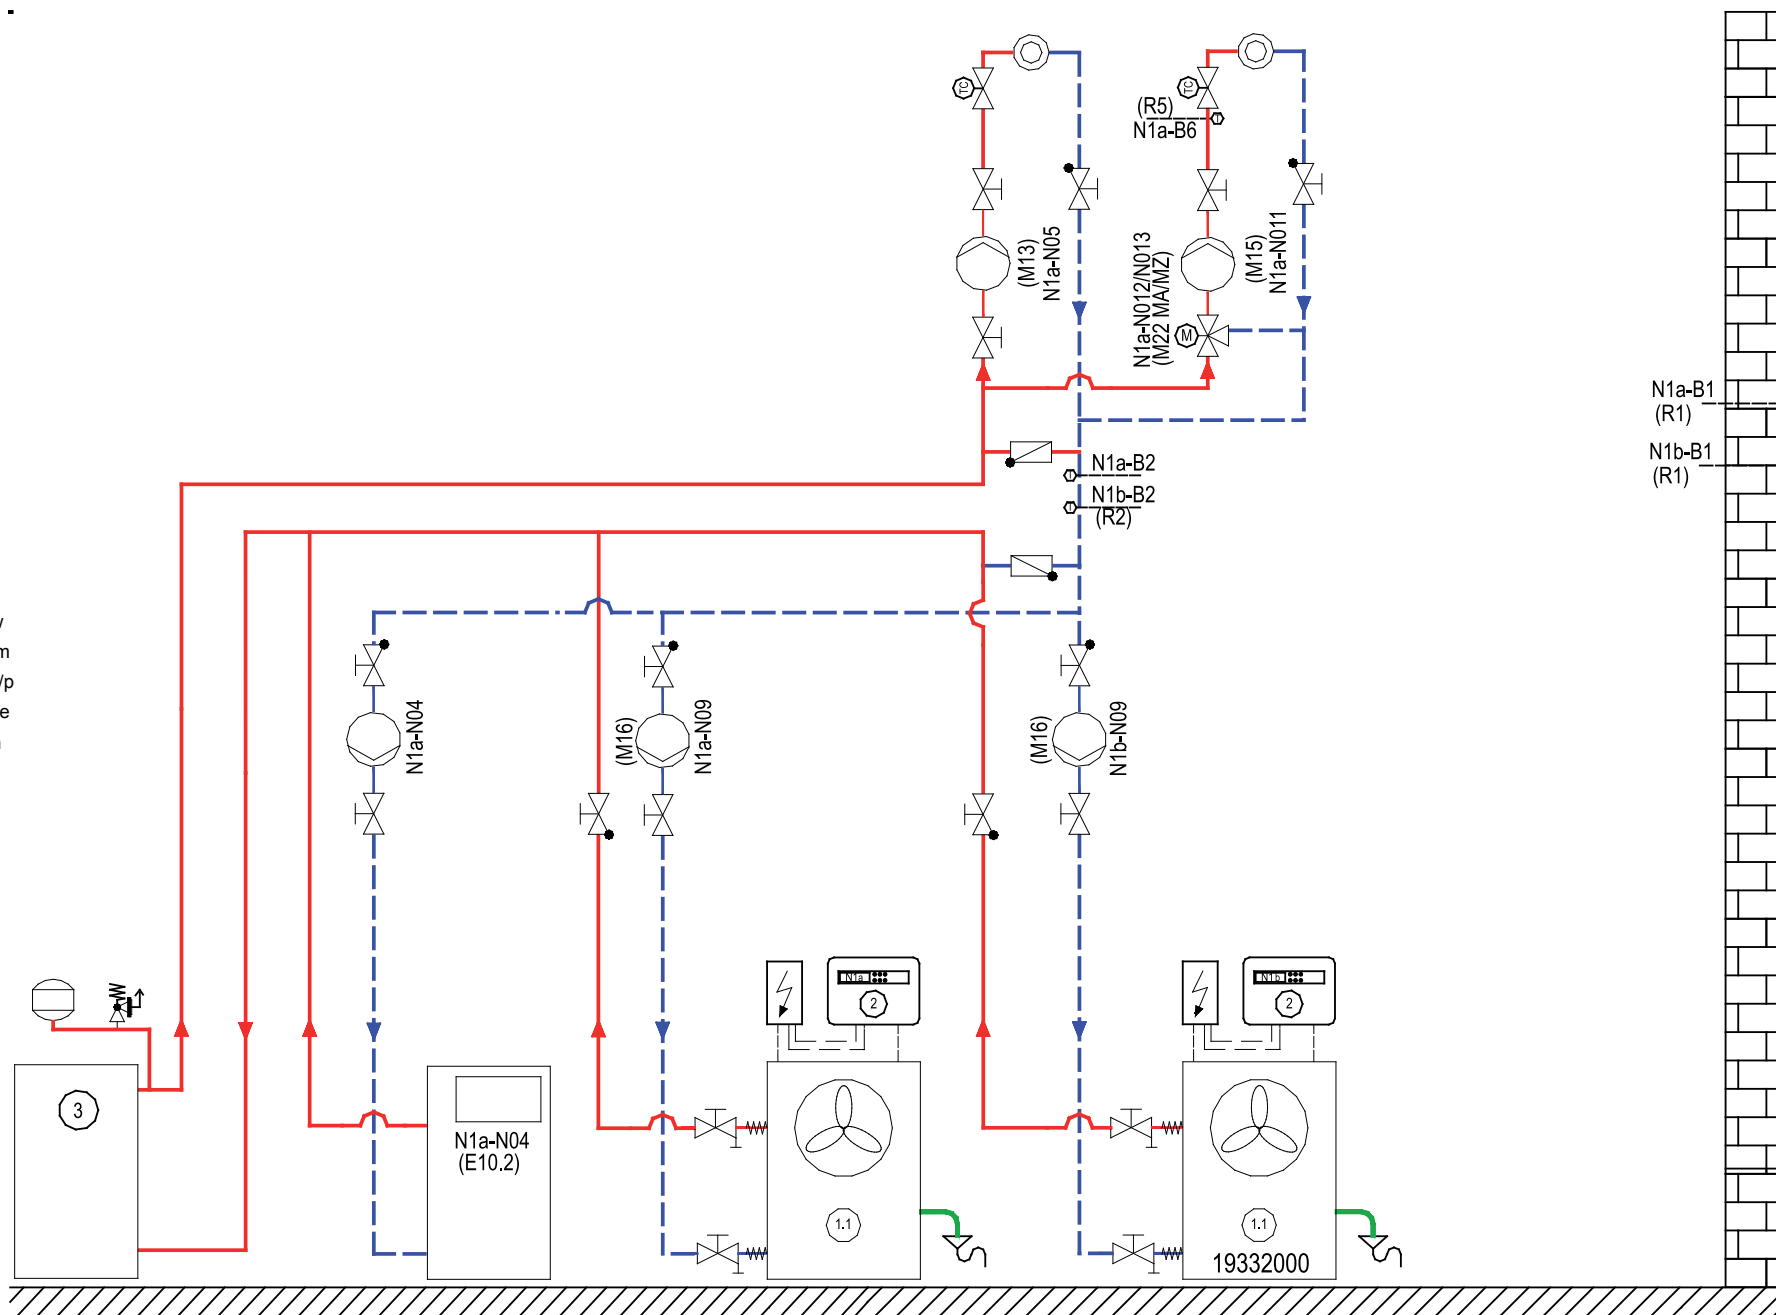 TC
TC
(R5)
N1a-B6
(M13)
N1a-N05
N1a-N012/N013
(M22 MA/MZ)
M
(M15)
N1a-N011
N1a-B1
(R1)
N1b-B1
(R1)
N1a-B2
N1b-B2
(R2)
m
/p
e
N1a-N04
(M16)
N1a-N09
(M16)
N1b-N09
N1a
2
N1b
2
3
N1a-N04
(E10.2)
1.1
1.1
19332000